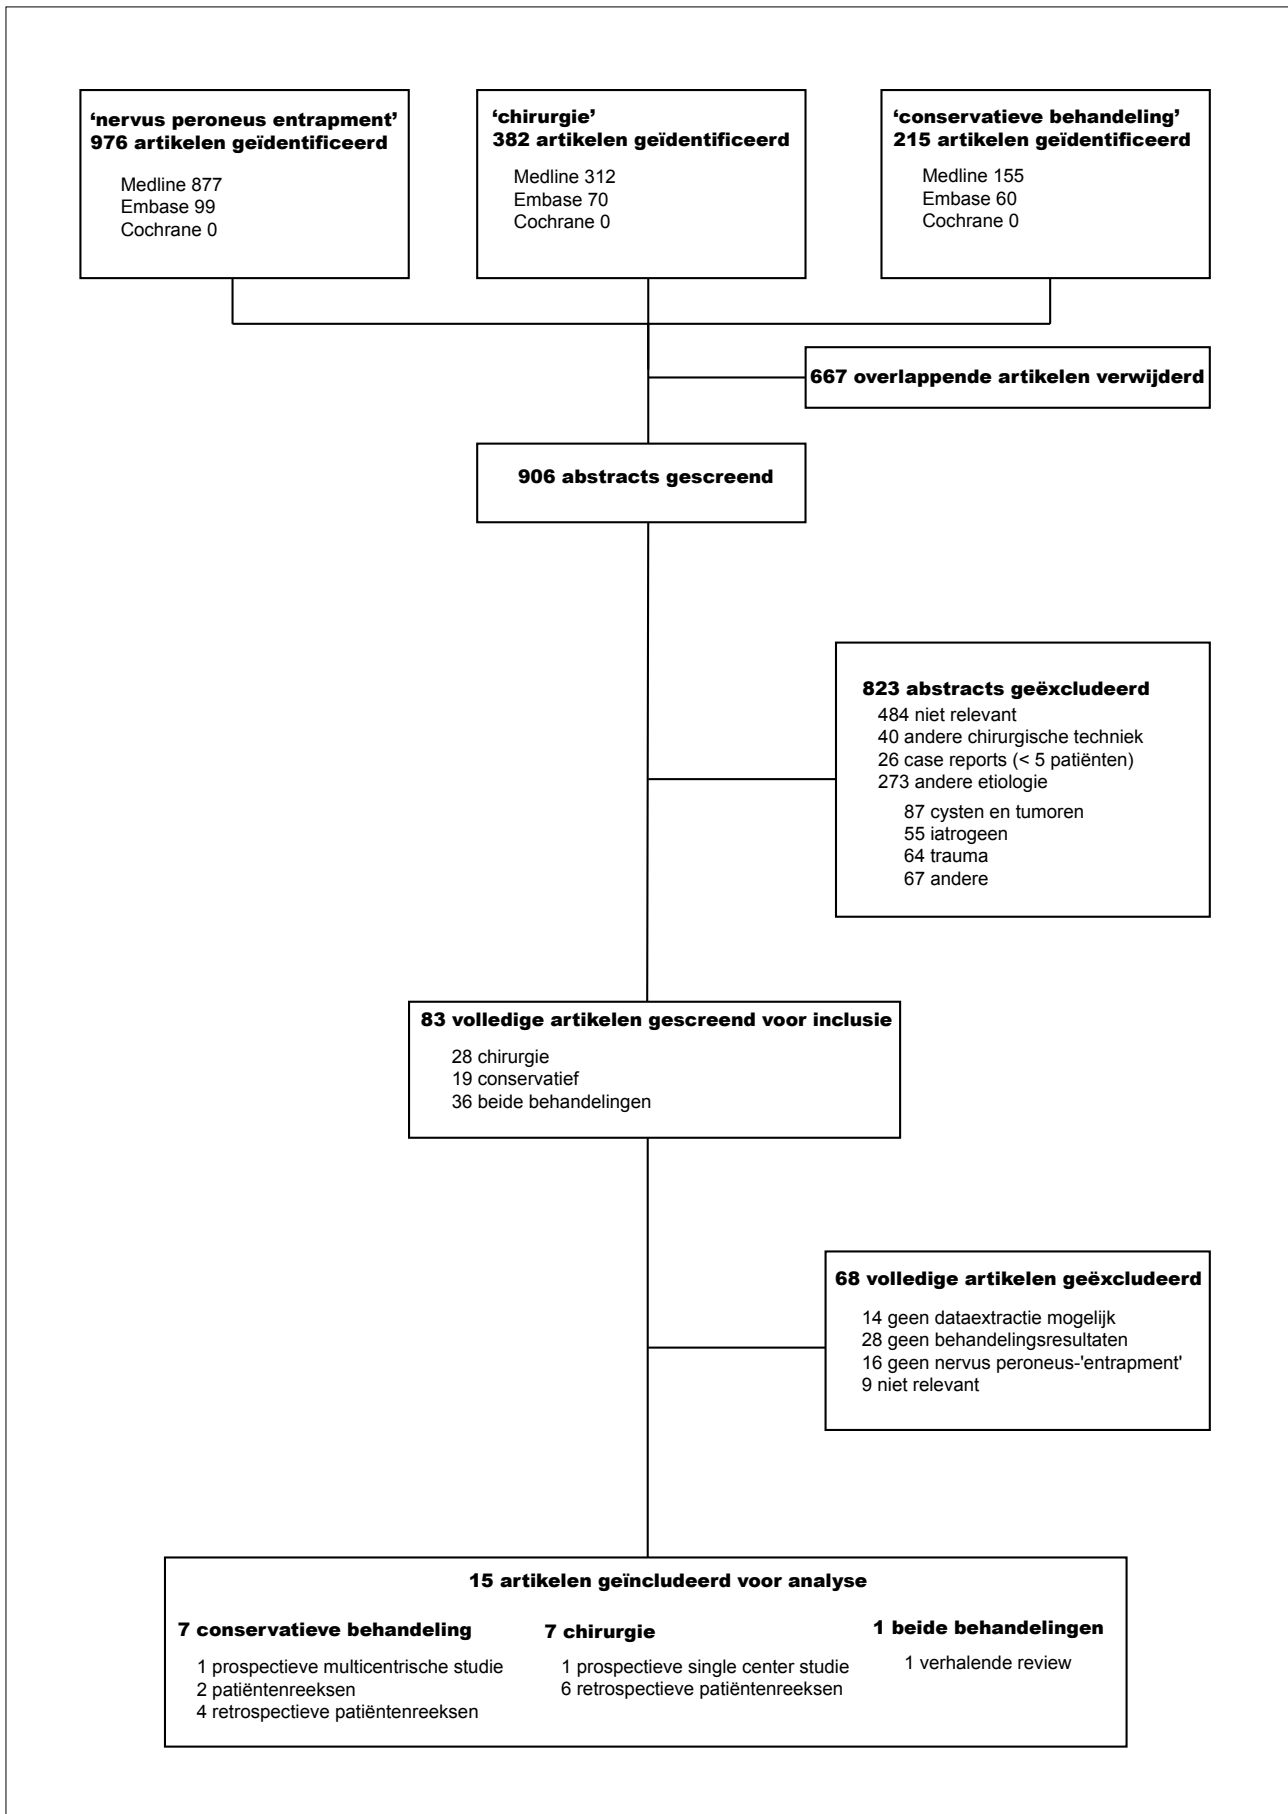 ‘nervus peroneus entrapment’
976 artikelen geïdentificeerd
Medline 877
Embase 99
Cochrane 0
‘chirurgie’
382 artikelen geïdentificeerd
Medline 312
Embase 70
Cochrane 0
‘conservatieve behandeling’
215 artikelen geïdentificeerd
Medline 155
Embase 60
Cochrane 0
667 overlappende artikelen verwijderd
906 abstracts gescreend
823 abstracts geëxcludeerd
484 niet relevant
40 andere chirurgische techniek
26 case reports (< 5 patiënten)
273 andere etiologie
87 cysten en tumoren
55 iatrogeen
64 trauma
67 andere
83 volledige artikelen gescreend voor inclusie
28 chirurgie
19 conservatief
36 beide behandelingen
68 volledige artikelen geëxcludeerd
14 geen dataextractie mogelijk
28 geen behandelingsresultaten
16 geen nervus peroneus-'entrapment'
9 niet relevant
15 artikelen geïncludeerd voor analyse
7 conservatieve behandeling
1 prospectieve multicentrische studie
2 patiëntenreeksen
4 retrospectieve patiëntenreeksen
7 chirurgie
1 prospectieve single center studie
6 retrospectieve patiëntenreeksen
1 beide behandelingen
1 verhalende review